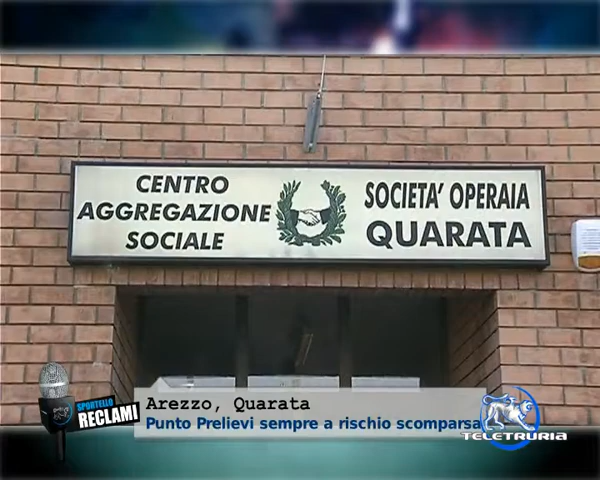 CENTRO
AGGREGAZIONE
SOCIALE
SOCIETA' OPERAIA
QUARATA
SPORTELLO
RECLAMI
Arezzo, Quarata
Punto Prelievi sempre a rischio scomparsa
TELETRURIA